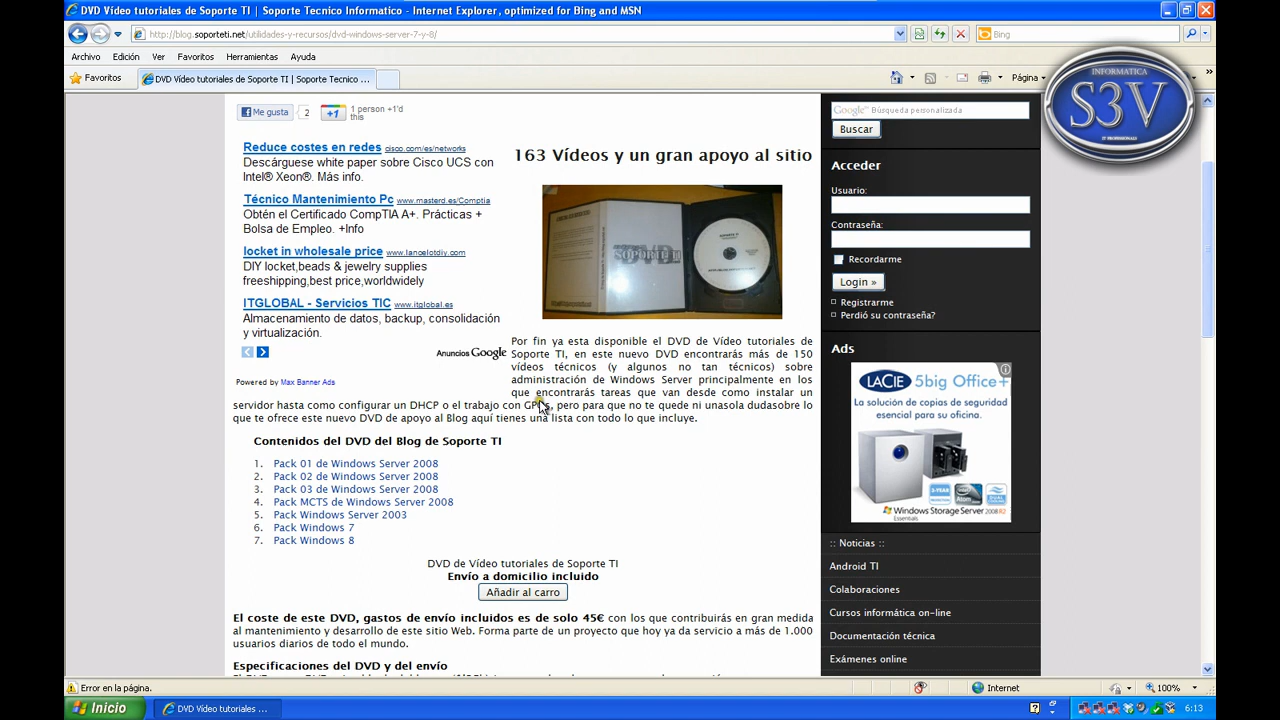 DVD Vídeo tutoriales de Soporte TI | Soporte Tecnico Informatico - Internet Explorer, optimized for Bing and MSN
http://blog.soporteti.net/utilidades-y-recursos/dvd-windows-server-7-y-8/
Bing
Archivo Edición Ver Favoritos Herramientas Ayuda
Favoritos
DVD Vídeo tutoriales de Soporte TI | Soporte Tecnico ...
Página
INFORMATICA
S3V
IT PROFESSIONALS
Me gusta 2
+1
1 person +1'd
this
Reduce costes en redes cisco.com/es/networks
Descárguese white paper sobre Cisco UCS con
Intel® Xeon®. Más info.
Técnico Mantenimiento Pc www.masterd.es/Comptia
Obtén el Certificado CompTIA A+. Prácticas +
Bolsa de Empleo. +Info
locket in wholesale price www.lancelotdiy.com
DIY locket,beads & jewelry supplies
freeshipping,best price,worldwidely
ITGLOBAL - Servicios TIC www.itglobal.es
Almacenamiento de datos, backup, consolidación
y virtualización.
Anuncios Google
Powered by Max Banner Ads
163 Vídeos y un gran apoyo al sitio
SOPORTETI
Por fin ya esta disponible el DVD de Vídeo tutoriales de
Soporte TI, en este nuevo DVD encontrarás más de 150
vídeos técnicos (y algunos no tan técnicos) sobre
administración de Windows Server principalmente en los
que encontrarás tareas que van desde como instalar un
servidor hasta como configurar un DHCP o el trabajo con pero para que no te quede ni unasola dudasobre lo
que te ofrece este nuevo DVD de apoyo al Blog aquí tienes una lista con todo lo que incluye.
Contenidos del DVD del Blog de Soporte TI
1. Pack 01 de Windows Server 2008
2. Pack 02 de Windows Server 2008
3. Pack 03 de Windows Server 2008
4. Pack MCTS de Windows Server 2008
5. Pack Windows Server 2003
6. Pack Windows 7
7. Pack Windows 8
DVD de Vídeo tutoriales de Soporte TI
Envío a domicilio incluido
Añadir al carro
El coste de este DVD, gastos de envío incluidos es de solo 45€ con los que contribuirás en gran medida
al mantenimiento y desarrollo de este sitio Web. Forma parte de un proyecto que hoy ya da servicio a más de 1.000
usuarios diarios de todo el mundo.
Especificaciones del DVD y del envío
Google™ Búsqueda personalizada
Buscar
Acceder
Usuario:
Contraseña:
Recordarme
Login »
Registrarme
Perdió su contraseña?
Ads
LACIE 5big Office+
La solución de copias de seguridad
esencial para su oficina.
Intel Atom
Windows Storage Server 2008 R2
Essentials
:: Noticias ::
Android TI
Colaboraciones
Cursos informática on-line
Documentación técnica
Exámenes online
Error en la página.
Internet
100%
Inicio
DVD Vídeo tutoriales ...
6:13